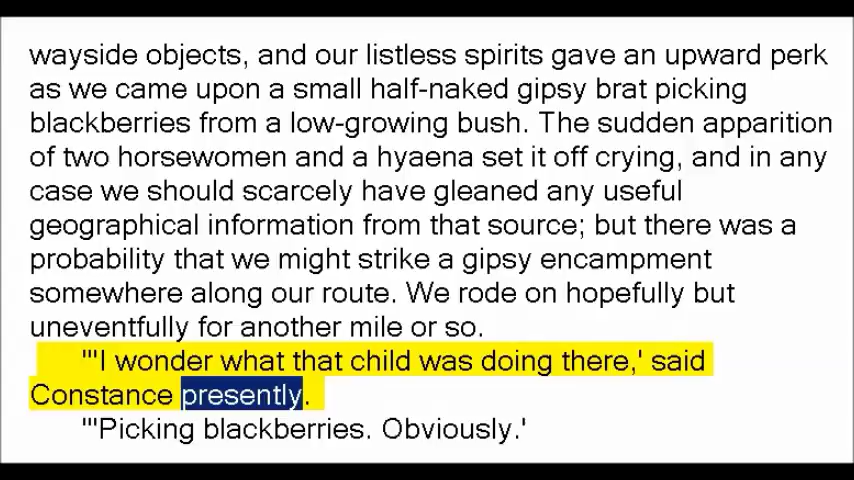 wayside objects, and our listless spirits gave an upward perk
as we came upon a small half-naked gipsy brat picking
blackberries from a low-growing bush. The sudden apparition
of two horsewomen and a hyaena set it off crying, and in any
case we should scarcely have gleaned any useful
geographical information from that source; but there was a
probability that we might strike a gipsy encampment
somewhere along our route. We rode on hopefully but
uneventfully for another mile or so.
"'I wonder what that child was doing there,' said
Constance presently.
"'Picking blackberries. Obviously.'